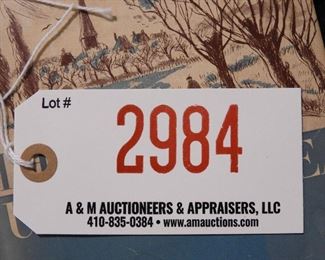 Lot #
2984
A & M AUCTIONEERS & APPRAISERS, LLC
410-835-0384 • www.amauctions.com